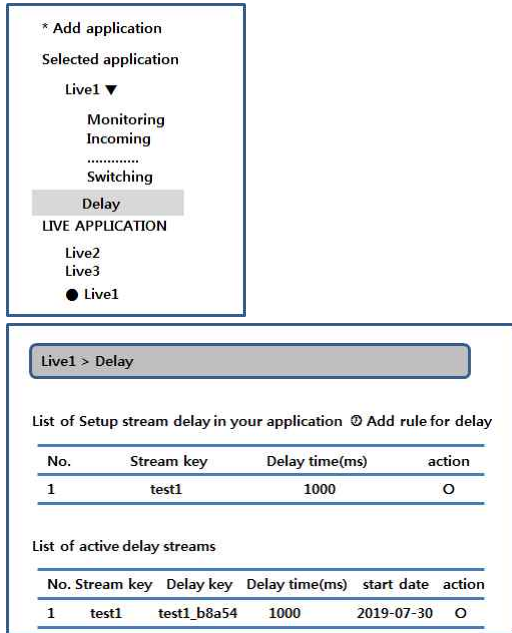 * Add application
Selected application
Live1 ▼
Monitoring
Incoming
.............
Switching
Delay
LIVE APPLICATION
Live2
Live3
● Live1
Live1 > Delay
List of Setup stream delay in your application ⑦ Add rule for delay
No. Stream key Delay time(ms) action
1 test1 1000 O
List of active delay streams
No. Stream key Delay key Delay time(ms) start date action
1 test1 test1_b8a54 1000 2019-07-30 O